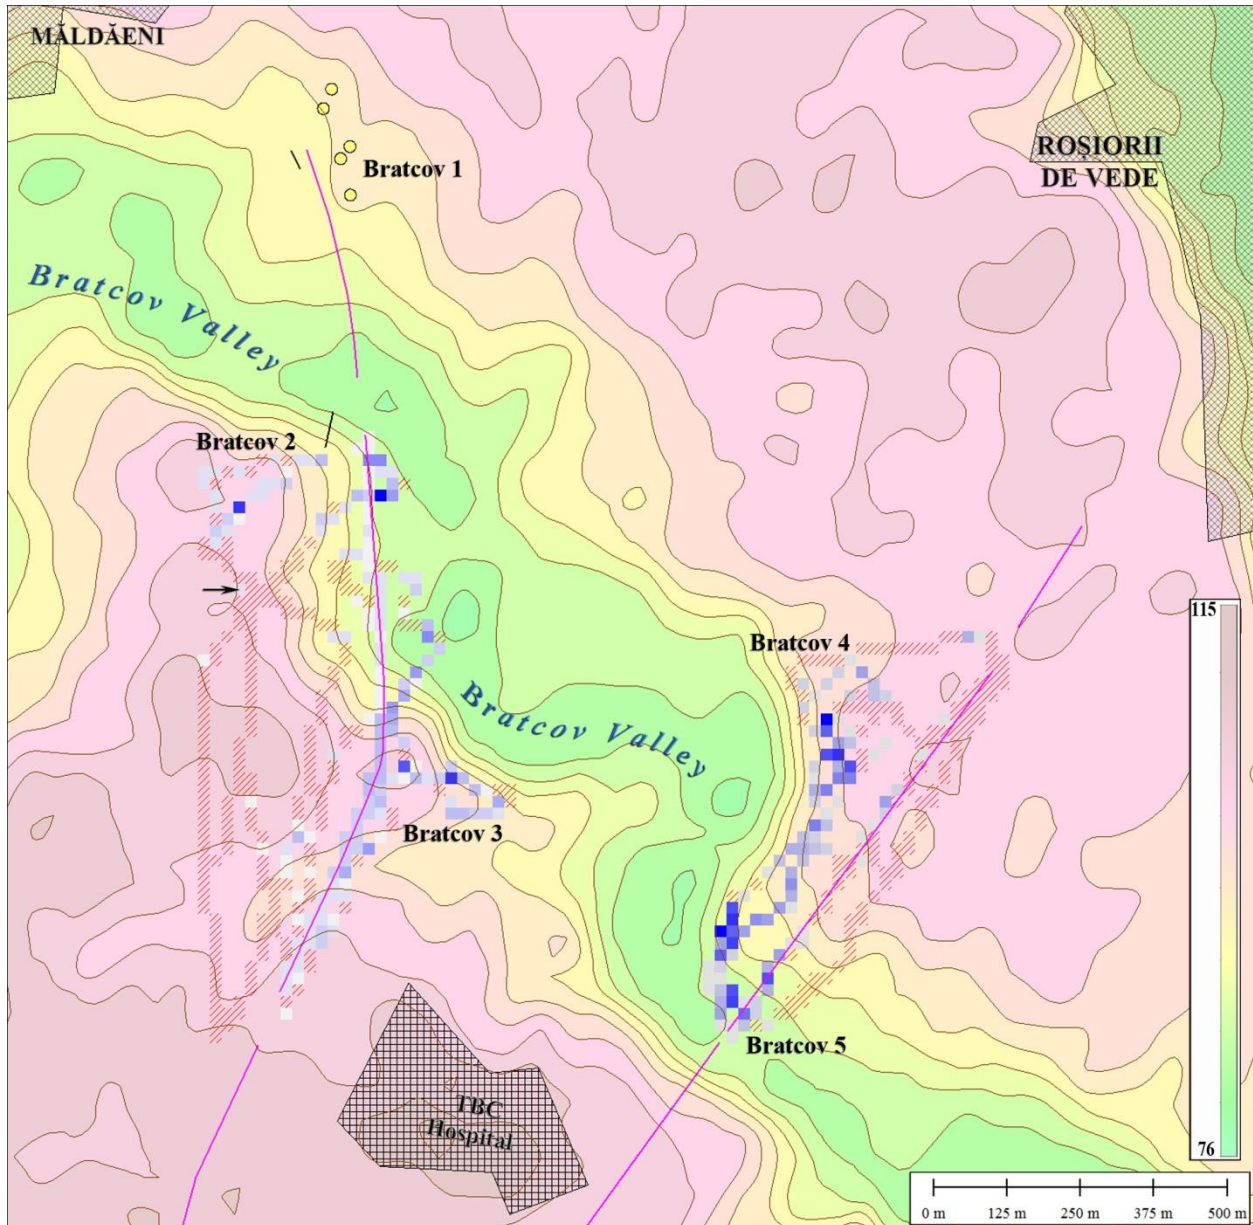 MĂLDĂENI
ROȘIORII
DE VEDE
Bratcov 1
Bratcov Valley
Bratcov 2
Bratcov 4
Bratcov Valley
Bratcov 3
Bratcov 5
TBC
Hospital
115
76
0 m 125 m 250 m 375 m 500 m